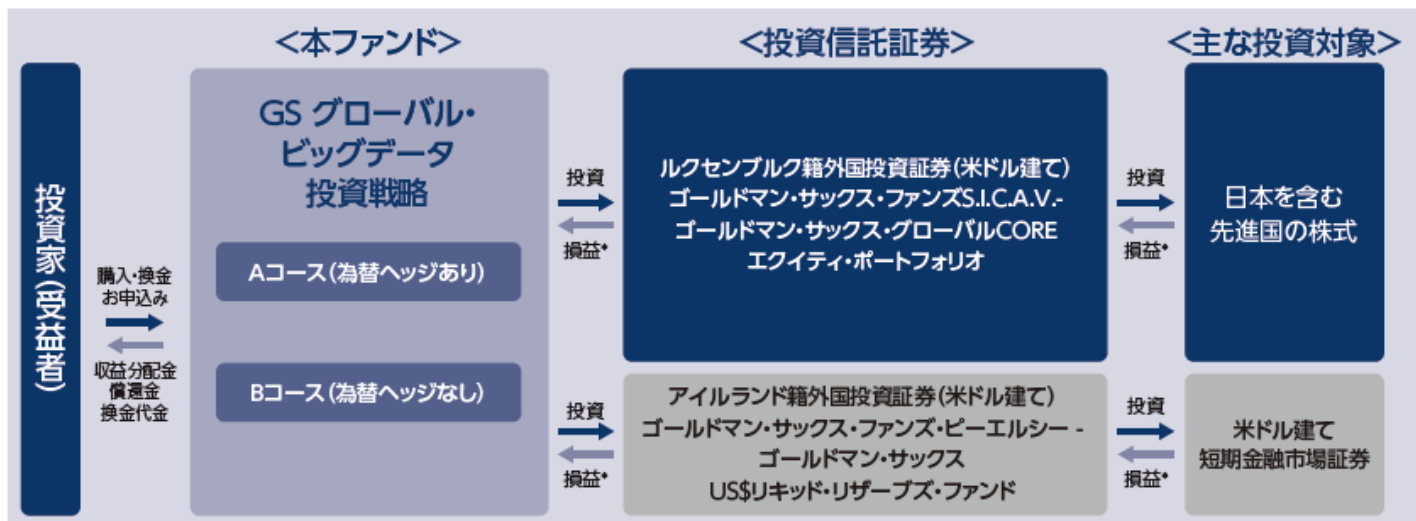 <本ファンド>
<投資信託証券>
<主な投資対象>
投資家(受益者)
購入・換金
お申込み
収益分配金
償還金
換金代金
GS グローバル・
ビッグデータ
投資戦略
Aコース(為替ヘッジあり)
Bコース(為替ヘッジなし)
投資
損益◆
ルクセンブルク籍外国投資証券(米ドル建て)
ゴールドマン・サックス・ファンズS.I.C.A.V.-
ゴールドマン・サックス・グローバルCORE
エクイティ・ポートフォリオ
投資
損益◆
日本を含む
先進国の株式
投資
損益◆
アイルランド籍外国投資証券(米ドル建て)
ゴールドマン・サックス・ファンズ・ピーエルシー -
ゴールドマン・サックス
US$リキッド・リザーブズ・ファンド
投資
損益◆
米ドル建て
短期金融市場証券